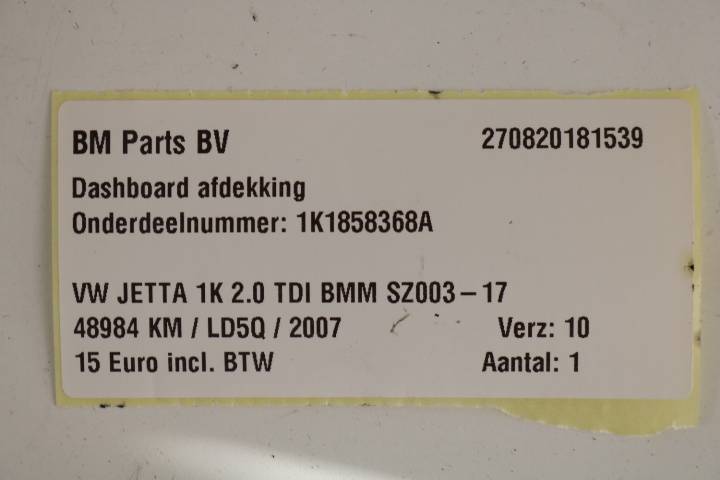 BM Parts BV 270820181539
Dashboard afdekking
Onderdeelnummer: 1K1858368A
VW JETTA 1K 2.0 TDI BMM SZ003–17
48984 KM / LD5Q / 2007 Verz: 10
15 Euro incl. BTW Aantal: 1